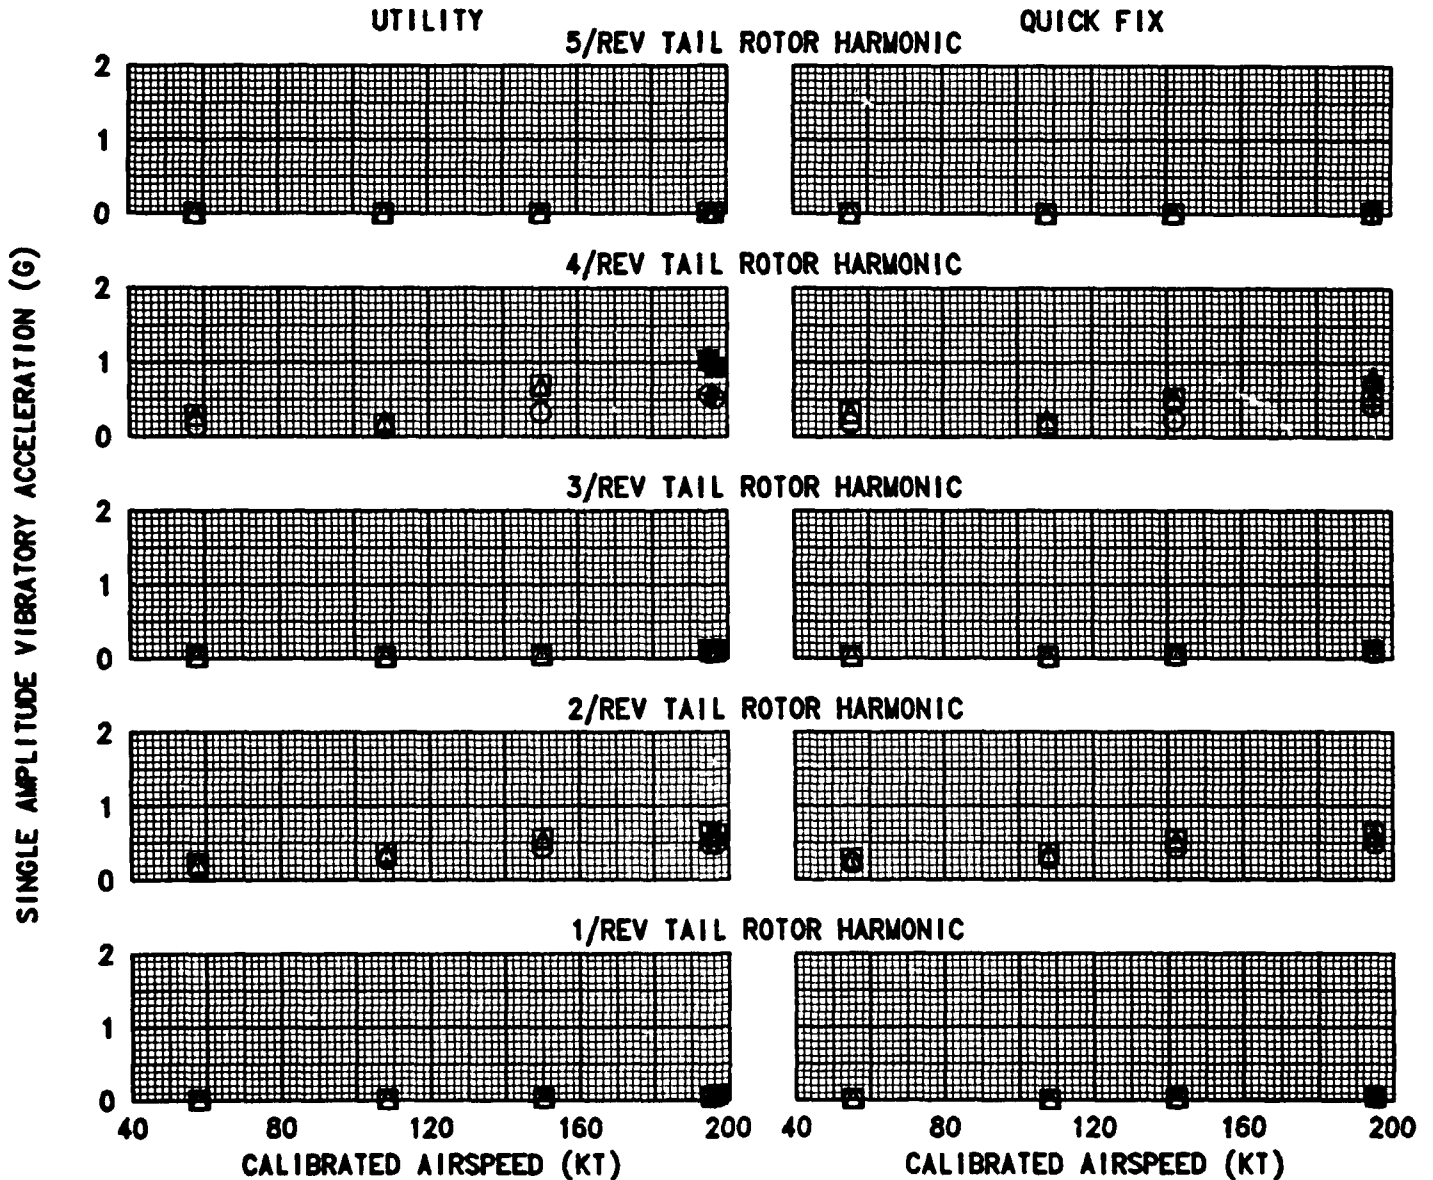 UTILITY QUICK FIX
5/REV TAIL ROTOR HARMONIC
2
1
0
4/REV TAIL ROTOR HARMONIC
2
1
0
3/REV TAIL ROTOR HARMONIC
2
1
0
2/REV TAIL ROTOR HARMONIC
2
1
0
1/REV TAIL ROTOR HARMONIC
2
1
0
40 80 120 160 200 40 80 120 160 200
CALIBRATED AIRSPEED (KT) CALIBRATED AIRSPEED (KT)
SINGLE AMPLITUDE VIBRATORY ACCELERATION (G)